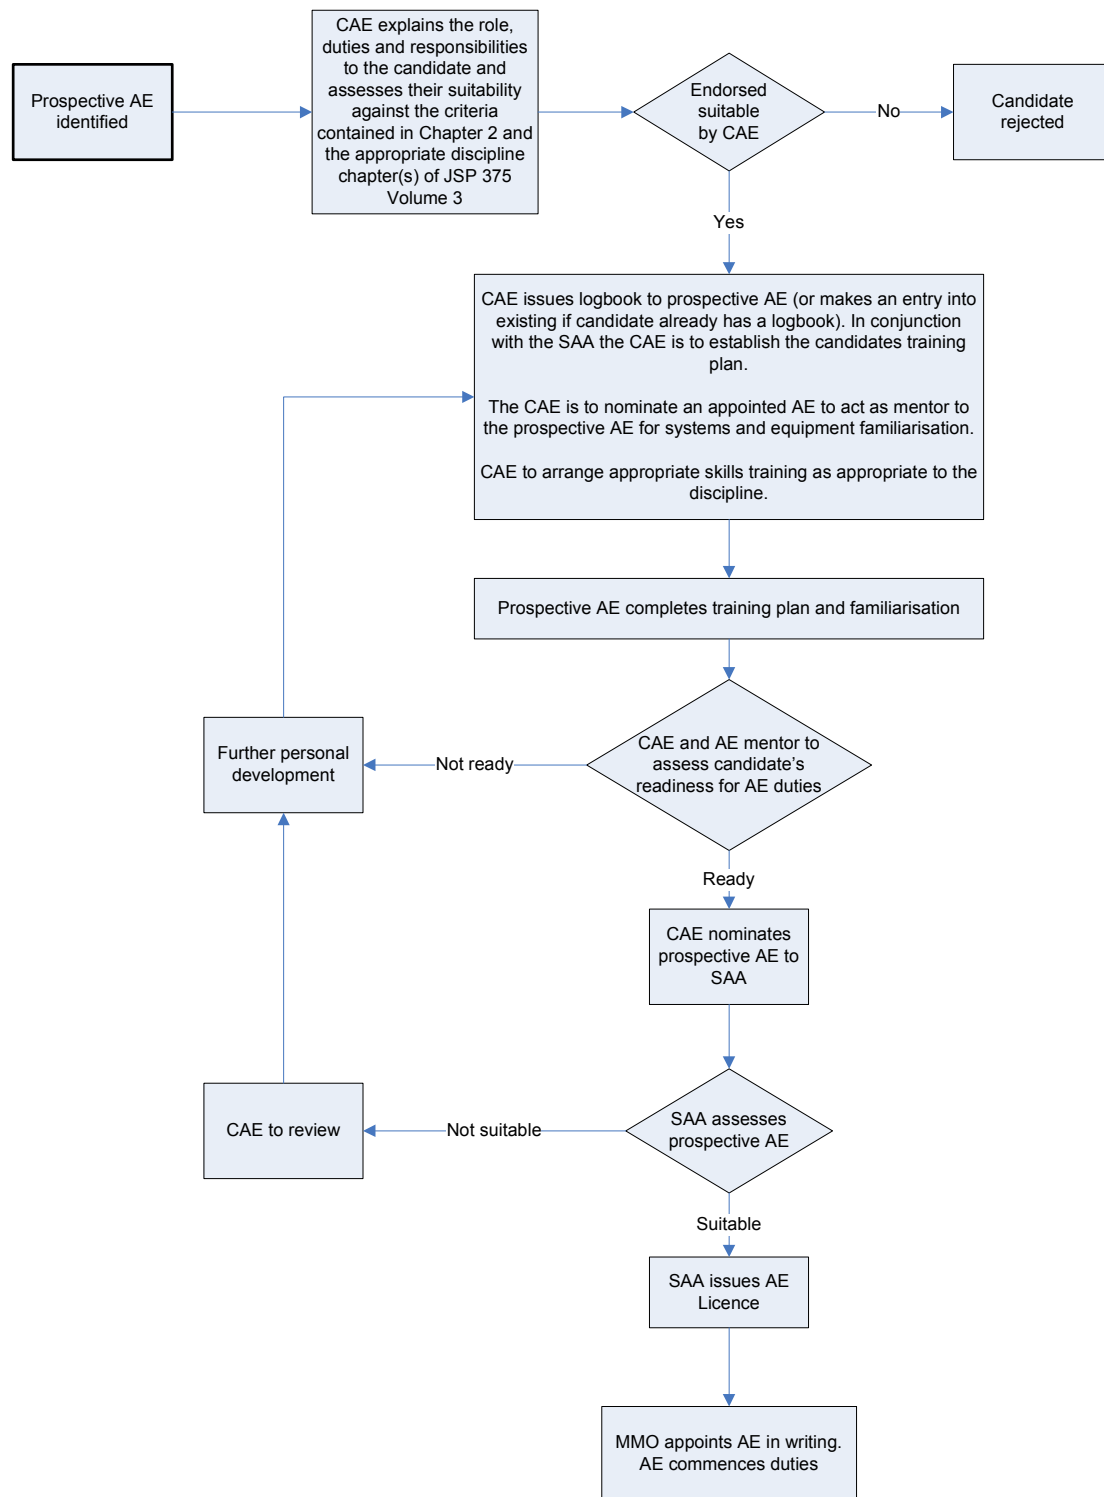 Prospective AE
identified
CAE explains the role,
duties and responsibilities
to the candidate and
assesses their suitability
against the criteria
contained in Chapter 2 and
the appropriate discipline
chapter(s) of JSP 375
Volume 3
Endorsed
suitable
by CAE
No
Candidate
rejected
Yes
CAE issues logbook to prospective AE (or makes an entry into
existing if candidate already has a logbook). In conjunction
with the SAA the CAE is to establish the candidates training
plan.
The CAE is to nominate an appointed AE to act as mentor to
the prospective AE for systems and equipment familiarisation.
CAE to arrange appropriate skills training as appropriate to the
discipline.
Prospective AE completes training plan and familiarisation
CAE and AE mentor to
assess candidate’s
readiness for AE duties
Not ready
Further personal
development
Ready
CAE nominates
prospective AE to
SAA
SAA assesses
prospective AE
Not suitable
CAE to review
Suitable
SAA issues AE
Licence
MMO appoints AE in writing.
AE commences duties